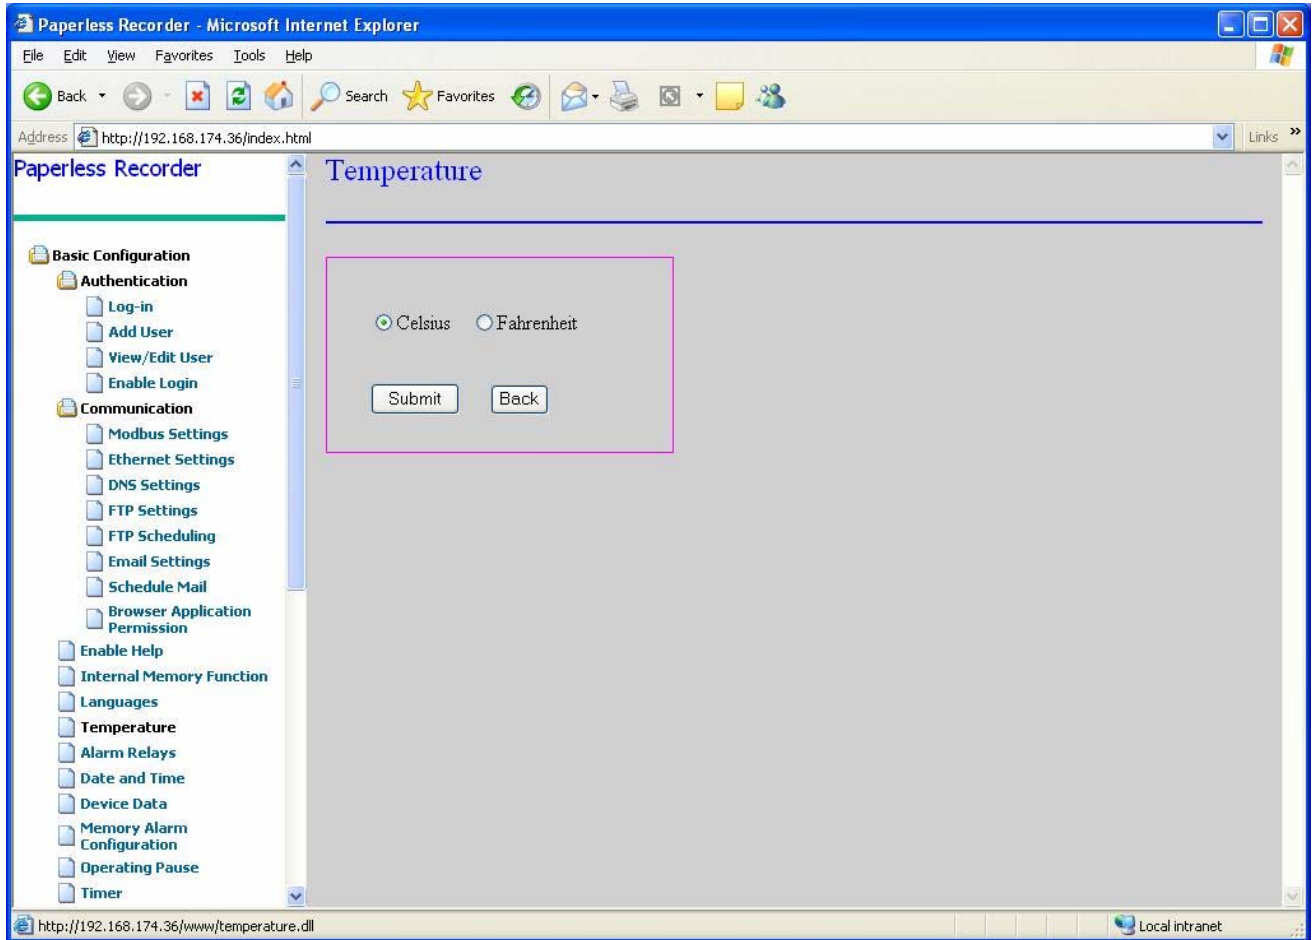 Paperless Recorder - Microsoft Internet Explorer
File Edit View Favorites Tools Help
Back Search Favorites
Address http://192.168.174.36/index.html Links »
Paperless Recorder
Basic Configuration
Authentication
Log-in
Add User
View/Edit User
Enable Login
Communication
Modbus Settings
Ethernet Settings
DNS Settings
FTP Settings
FTP Scheduling
Email Settings
Schedule Mail
Browser Application
Permission
Enable Help
Internal Memory Function
Languages
Temperature
Alarm Relays
Date and Time
Device Data
Memory Alarm
Configuration
Operating Pause
Timer
Temperature
Celsius Fahrenheit
Submit Back
http://192.168.174.36/www/temperature.dll Local intranet